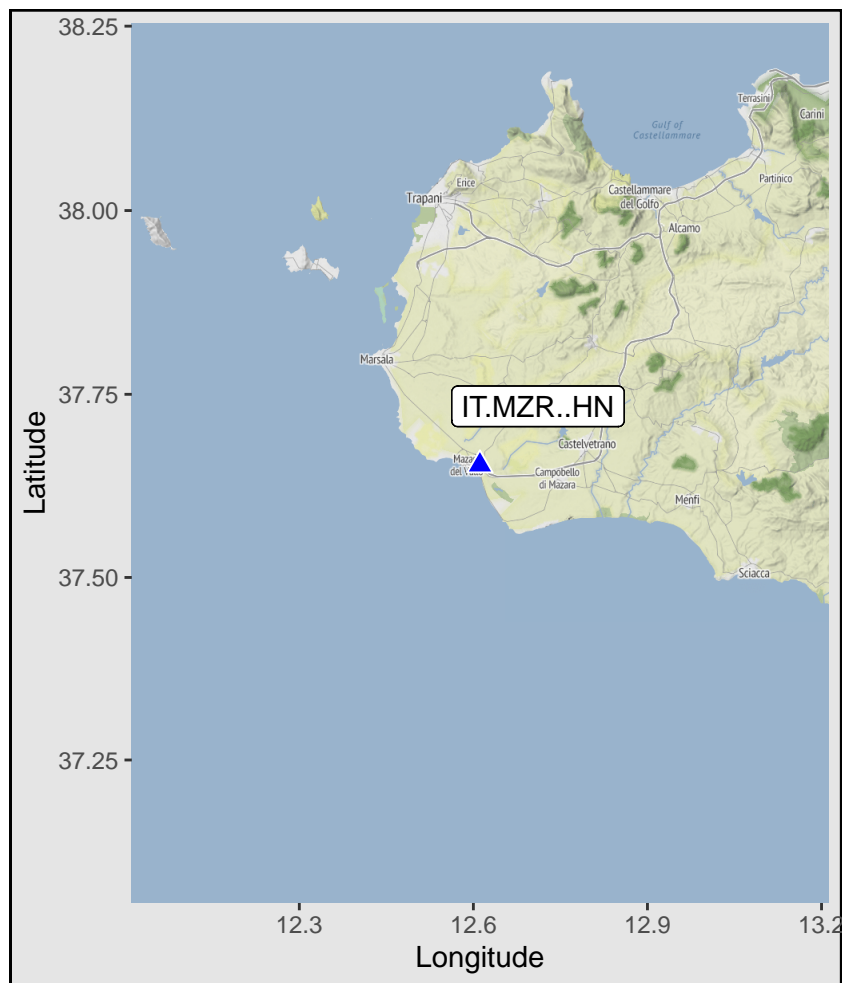 38.25
Terrasini
Carini
Gulf of
Castellammare
Erice
Partinico
Castellammare
del Golfo
Trapani
38.00
Alcamo
Marsala
37.75
IT.MZR..HN
Castelvetrano
Campobello
di Mazara
del
Menfi
37.50
Sciacca
37.25
Latitude
12.3
12.6
12.9
13.2
Longitude